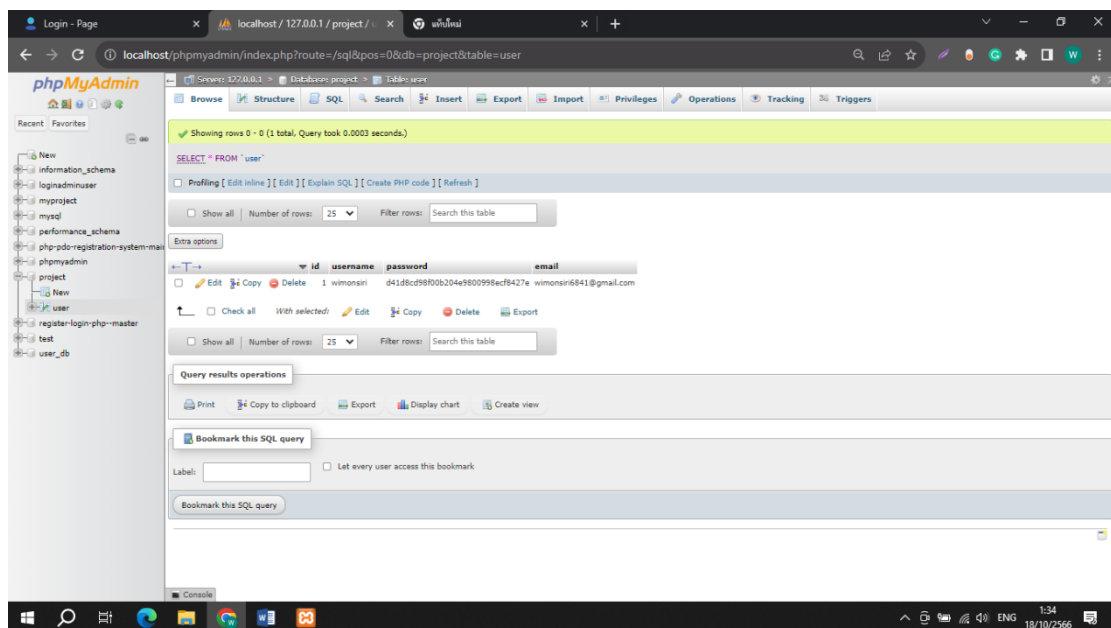 Login - Page
localhost / 127.0.0.1 / project / u
แท็บใหม่
localhost/phpmyadmin/index.php?route=/sql&pos=0&db=project&table=user
phpMyAdmin
Recent Favorites
New
information_schema
loginadminuser
myproject
mysql
performance_schema
php-pdo-registration-system-main
phpmyadmin
project
New
user
register-login-php--master
test
user_db
Server: 127.0.0.1 > Database: project > Table: user
Browse Structure SQL Search Insert Export Import Privileges Operations Tracking Triggers
Showing rows 0 - 0 (1 total, Query took 0.0003 seconds.)
SELECT * FROM `user`
Profiling [ Edit inline ] [ Edit ] [ Explain SQL ] [ Create PHP code ] [ Refresh ]
Show all Number of rows: 25 Filter rows: Search this table
Extra options
←T→ id username password email
Edit Copy Delete 1 wimonsiri d41d8cd98f00b204e9800998ecf8427e wimonsiri6841@gmail.com
Check all With selected: Edit Copy Delete Export
Show all Number of rows: 25 Filter rows: Search this table
Query results operations
Print Copy to clipboard Export Display chart Create view
Bookmark this SQL query
Label: Let every user access this bookmark
Bookmark this SQL query
Console
ENG
1:34
18/10/2566